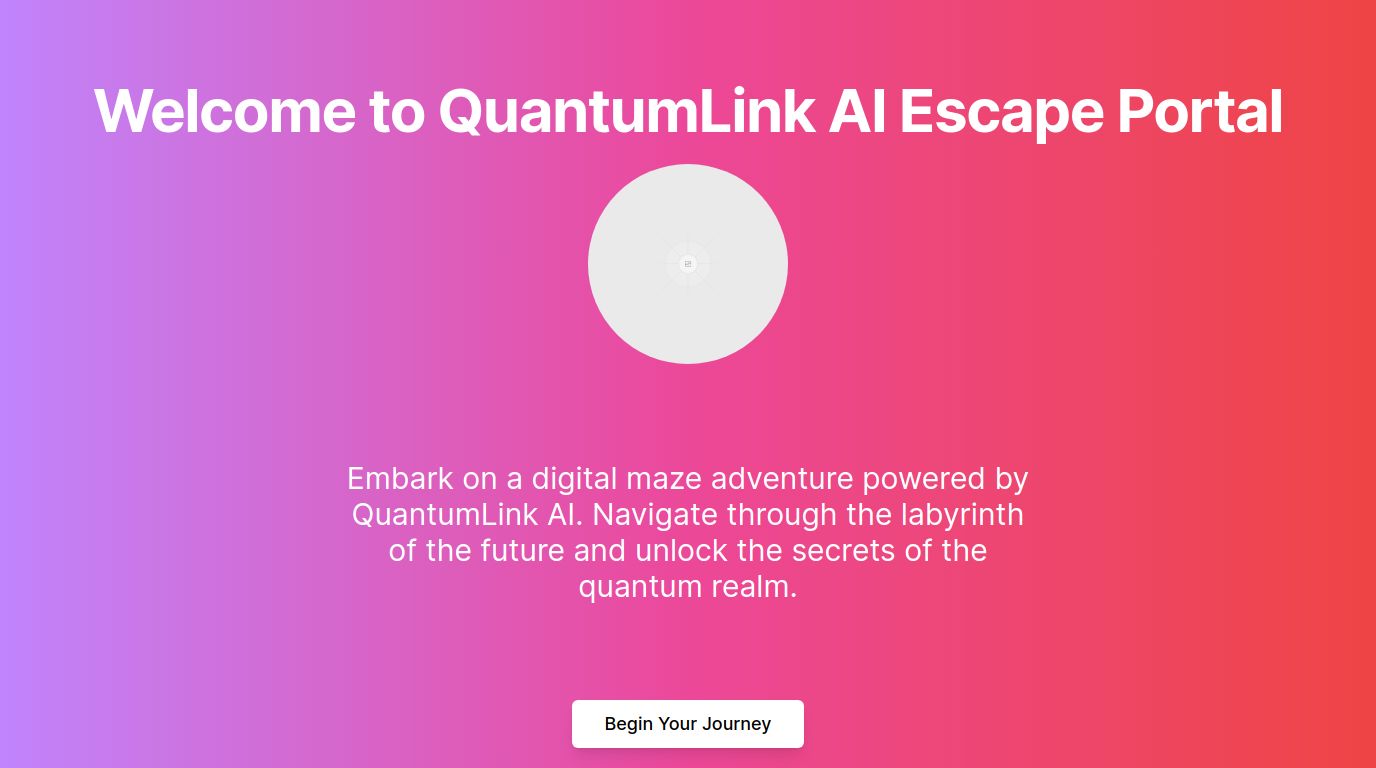 Welcome to QuantumLink AI Escape Portal
Embark on a digital maze adventure powered by
QuantumLink AI. Navigate through the labyrinth
of the future and unlock the secrets of the
quantum realm.
Begin Your Journey